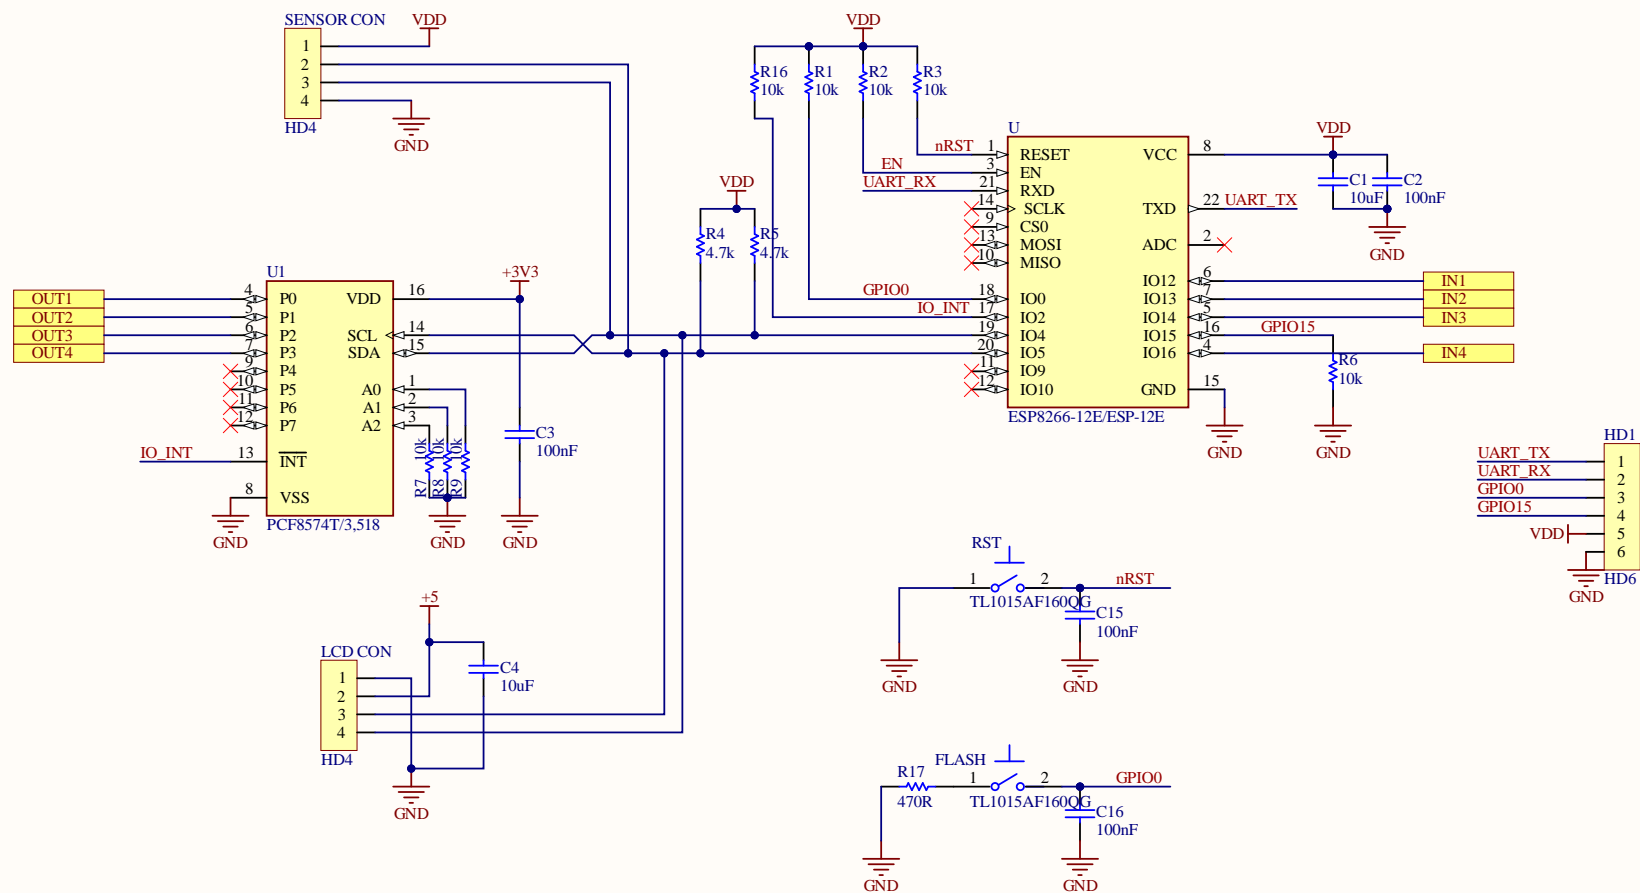 SENSOR CON
VDD
1
2
3
4
HD4
GND
VDD
R16
10k
R1
10k
R2
10k
R3
10k
VDD
R4
4.7k
R5
4.7k
U
nRST
1
RESET
EN
3
EN
UART_RX
21
RXD
14
SCLK
9
CS0
13
MOSI
10
MISO
GPIO0
18
IO0
IO_INT
17
IO2
19
IO4
20
IO5
11
IO9
12
IO10
VCC
8
TXD
22
UART_TX
ADC
2
IO12
6
IN1
IO13
7
IN2
IO14
5
IN3
IO15
16
GPIO15
IO16
4
IN4
GND
15
ESP8266-12E/ESP-12E
GND
VDD
C1
10uF
C2
100nF
GND
R6
10k
GND
U1
OUT1
4
P0
OUT2
5
P1
OUT3
6
P2
OUT4
7
P3
9
P4
10
P5
11
P6
12
P7
IO_INT
13
INT
8
VSS
GND
VDD
16
SCL
14
SDA
15
A0
1
A1
2
A2
3
PCF8574T/3,518
R7
10k
R8
10k
R9
10k
GND
+3V3
C3
100nF
GND
HD1
UART_TX
1
UART_RX
2
GPIO0
3
GPIO15
4
VDD
5
6
GND
HD6
RST
1
2
nRST
TL1015AF160QG
C15
100nF
GND
GND
+5
LCD CON
1
2
3
4
HD4
C4
10uF
GND
FLASH
R17
470R
1
2
GPIO0
TL1015AF160QG
C16
100nF
GND
GND